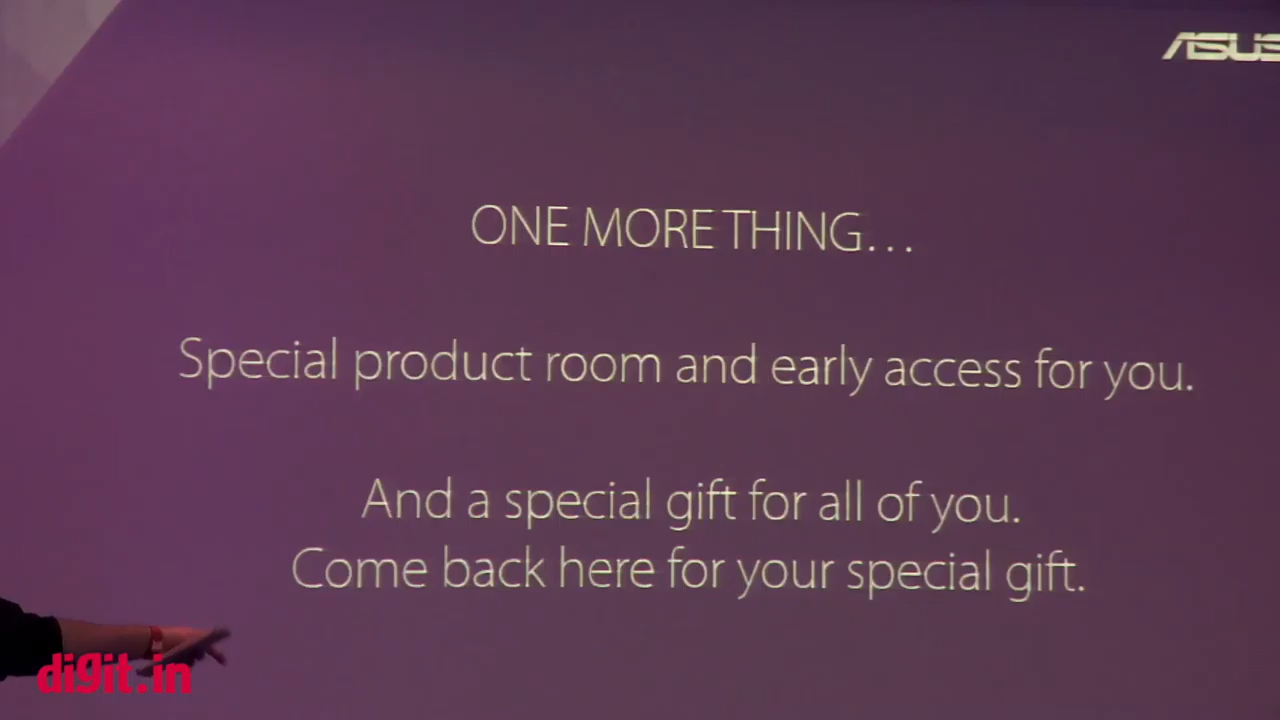 ASUS
ONE MORE THING...
Special product room and early access for you.
And a special gift for all of you.
Come back here for your special gift.
digit.in